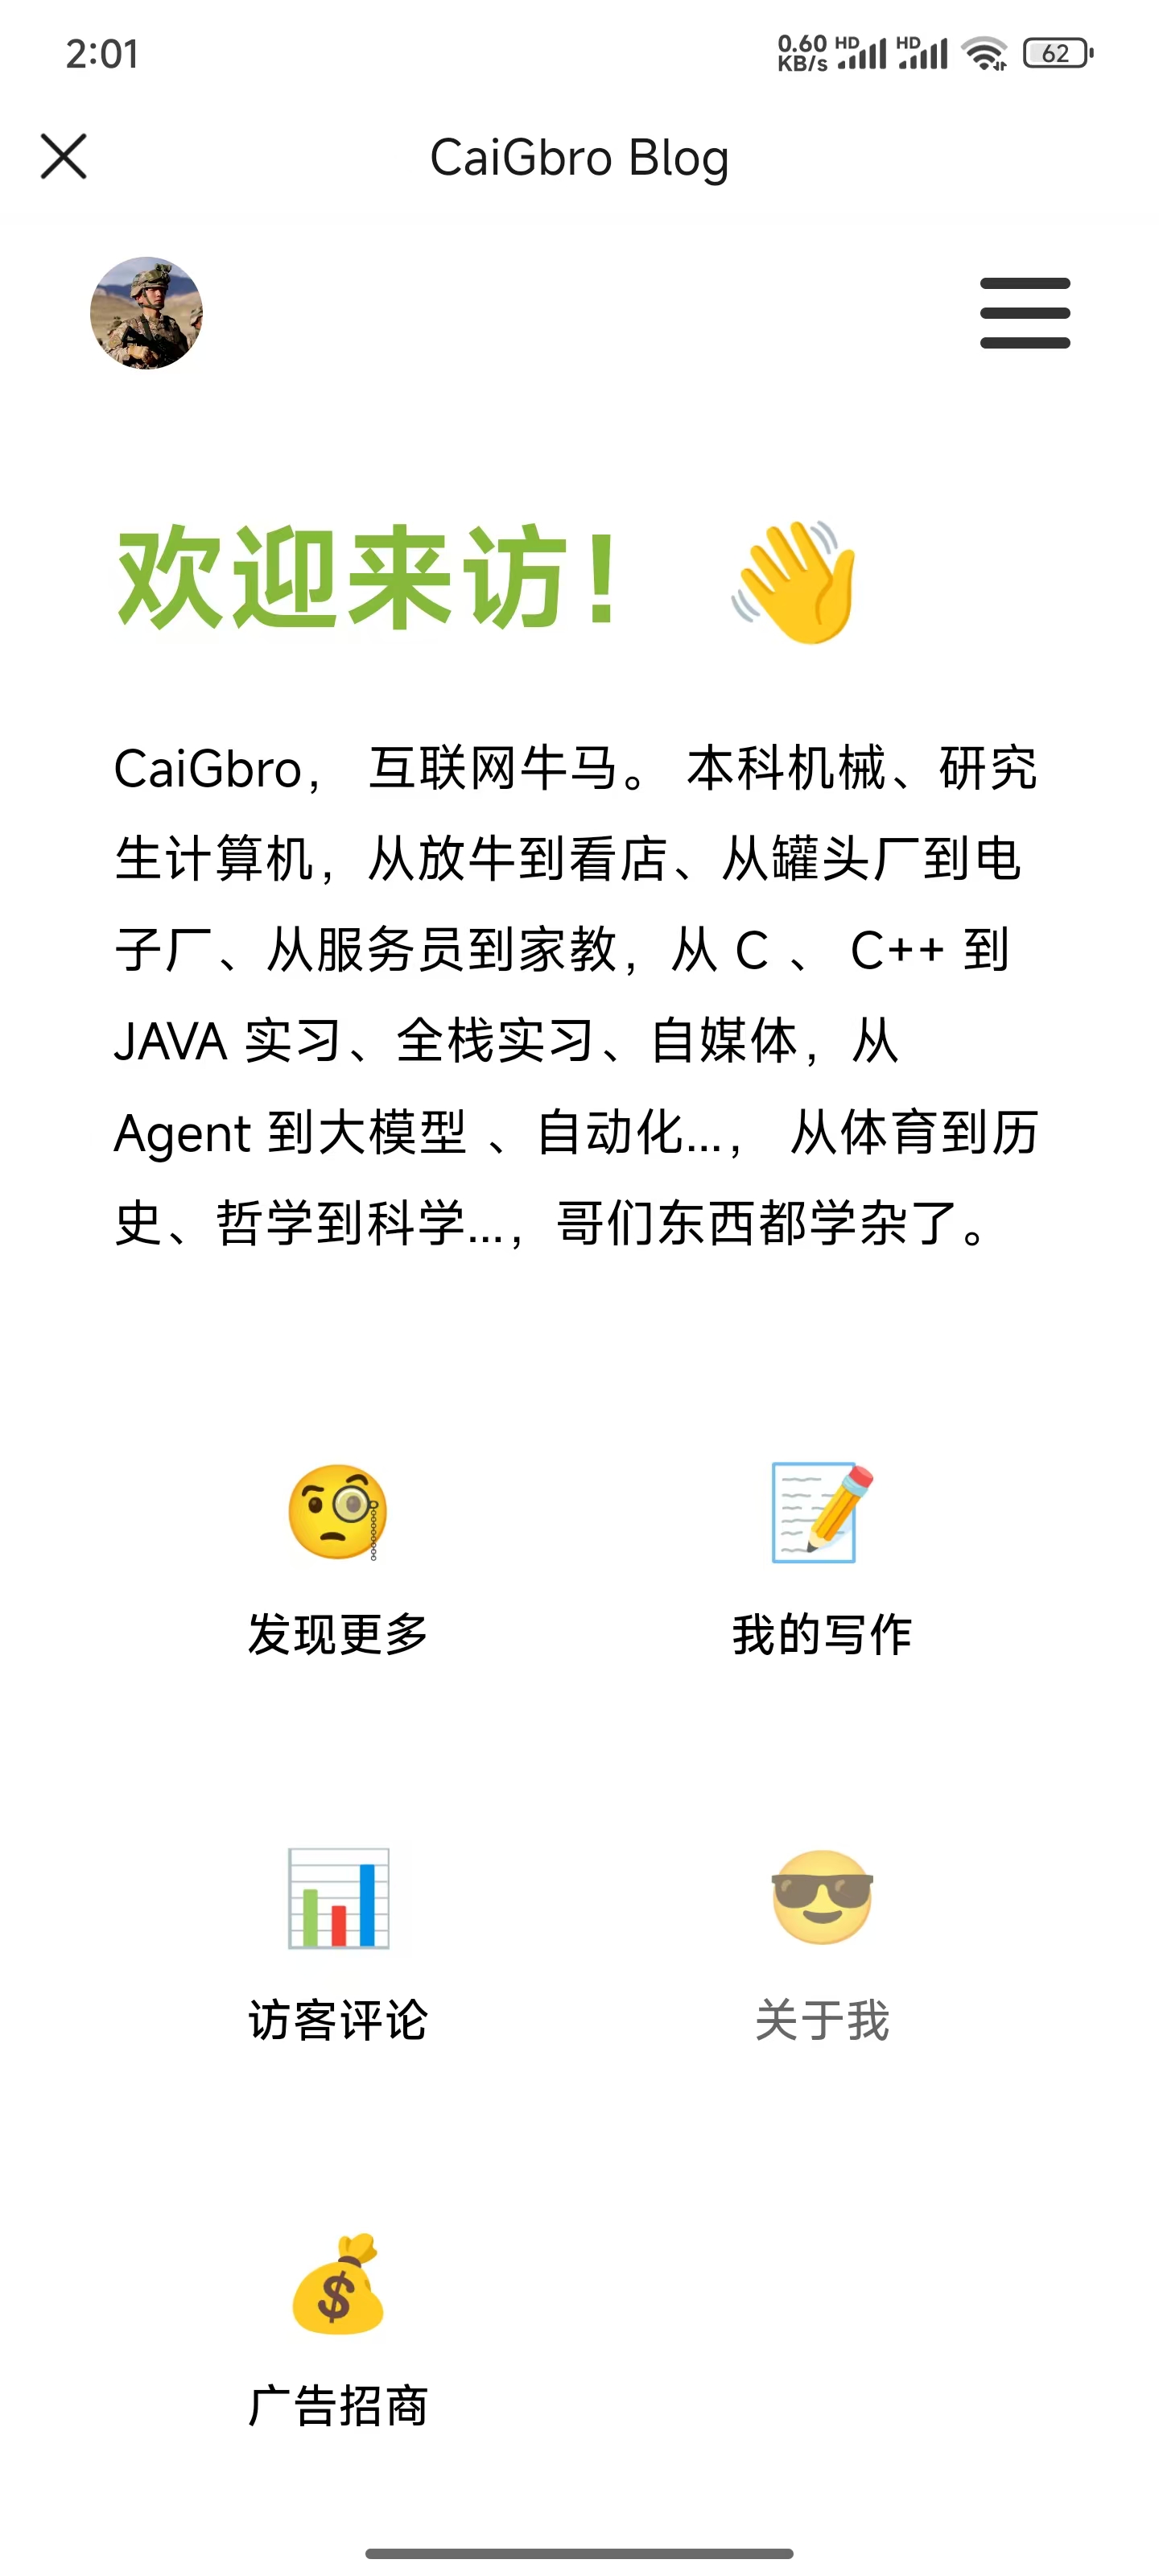 2:01
0.60 KB/s HD HD 62
CaiGbro Blog
欢迎来访！
CaiGbro， 互联网牛马。 本科机械、研究
生计算机，从放牛到看店、从罐头厂到电
子厂、从服务员到家教，从 C 、 C++ 到
JAVA 实习、全栈实习、自媒体，从
Agent 到大模型 、自动化...， 从体育到历
史、哲学到科学...，哥们东西都学杂了。
发现更多
我的写作
访客评论
关于我
$
广告招商